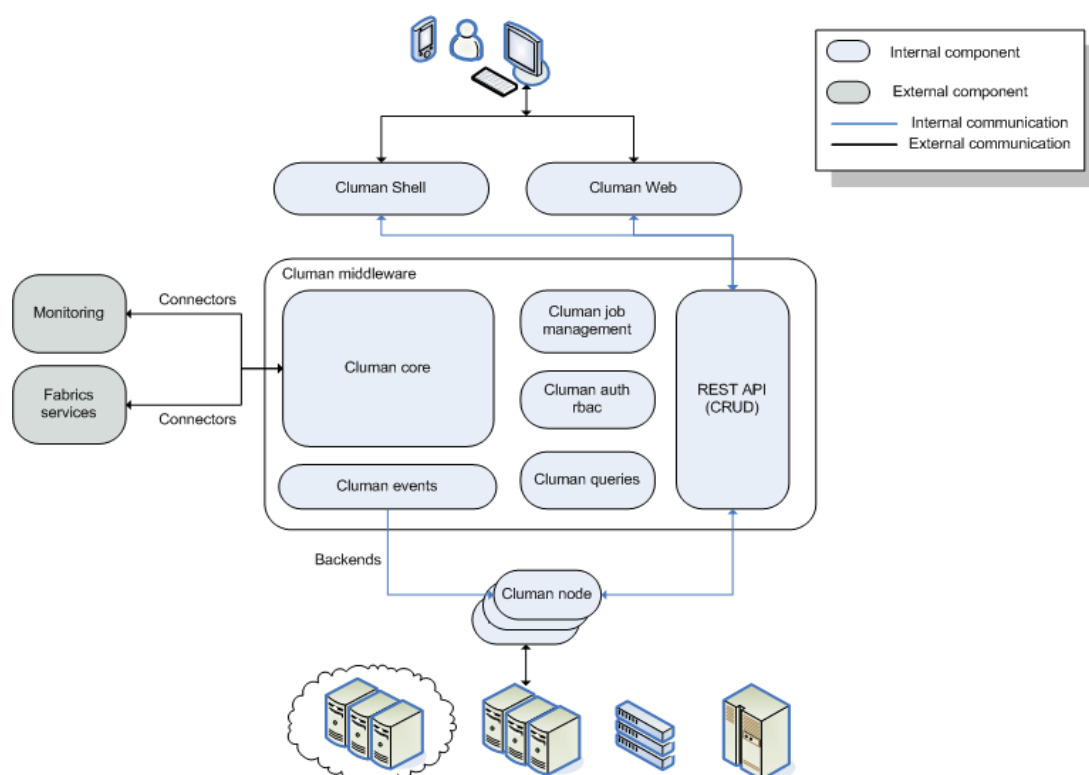 Internal component
External component
Internal communication
External communication
Cluman Shell
Cluman Web
Cluman middleware
Monitoring
Connectors
Fabrics
services
Connectors
Cluman core
Cluman job
management
Cluman auth
rbac
Cluman queries
REST API
(CRUD)
Cluman events
Backends
Cluman node